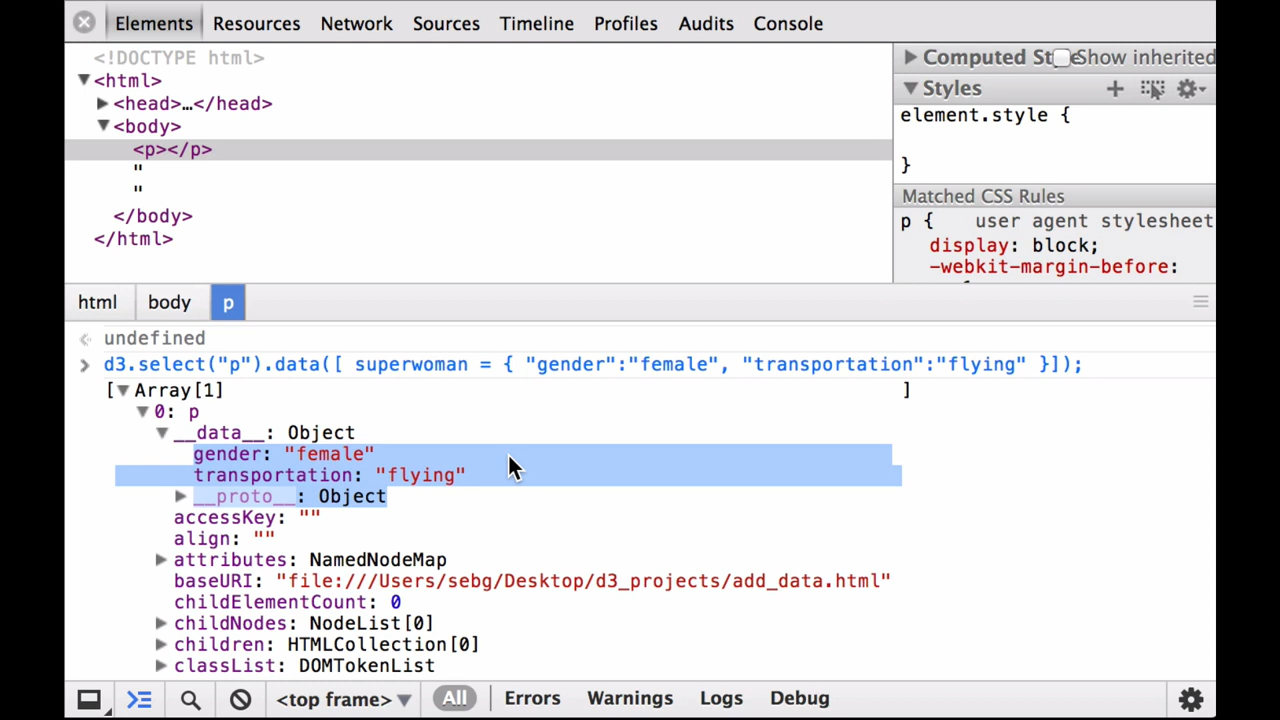 Elements Resources Network Sources Timeline Profiles Audits Console
<!DOCTYPE html>
▼<html>
▶<head>…</head>
▼<body>
<p></p>
"
"
</body>
</html>
▶ Computed Style Show inherited
▼ Styles
element.style {
}
Matched CSS Rules
p { user agent stylesheet
display: block;
-webkit-margin-before:
html body p
undefined
> d3.select("p").data([ superwoman = { "gender":"female", "transportation":"flying" }]);
[▼Array[1] ]
▼0: p
▼__data__: Object
gender: "female"
transportation: "flying"
▶__proto__: Object
accessKey: ""
align: ""
▶attributes: NamedNodeMap
baseURI: "file:///Users/sebg/Desktop/d3_projects/add_data.html"
childElementCount: 0
▶childNodes: NodeList[0]
▶children: HTMLCollection[0]
▶classList: DOMTokenList
<top frame> ▼ All Errors Warnings Logs Debug